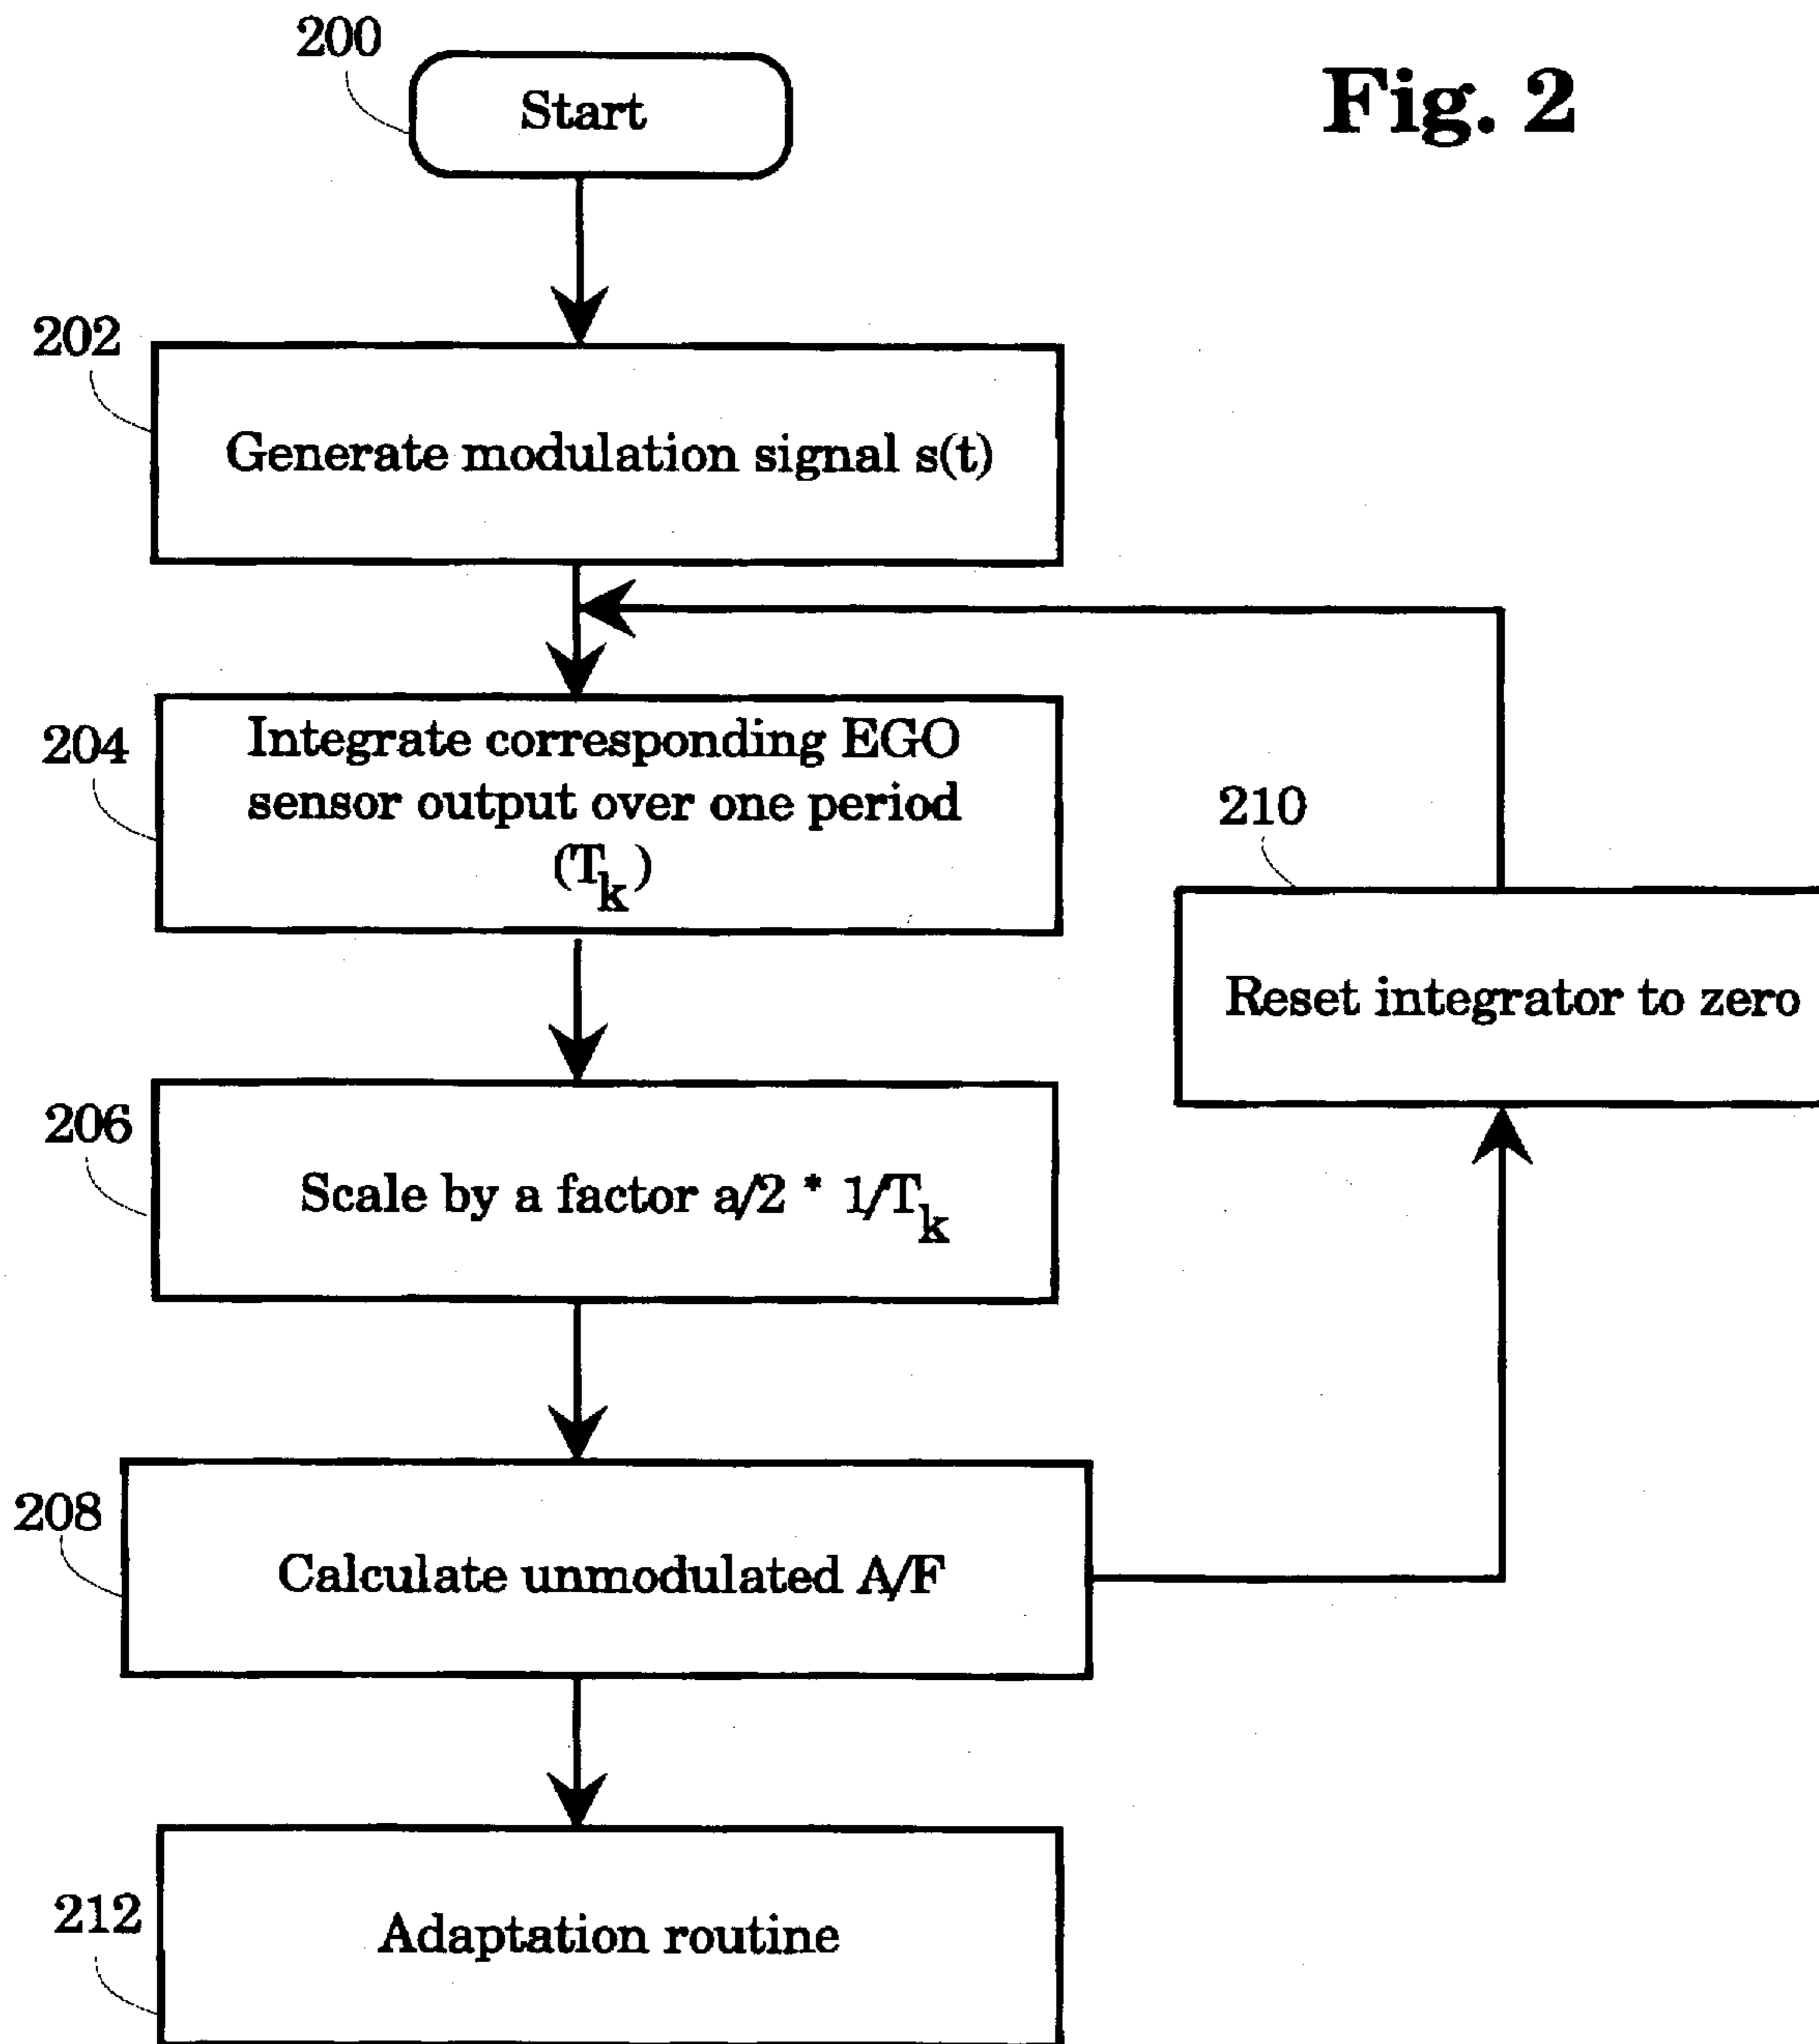 200
Start
Fig. 2
202
Generate modulation signal s(t)
204
Integrate corresponding EGO
sensor output over one period
(Tk)
210
Reset integrator to zero
206
Scale by a factor a/2 * 1/Tk
208
Calculate unmodulated A/F
212
Adaptation routine